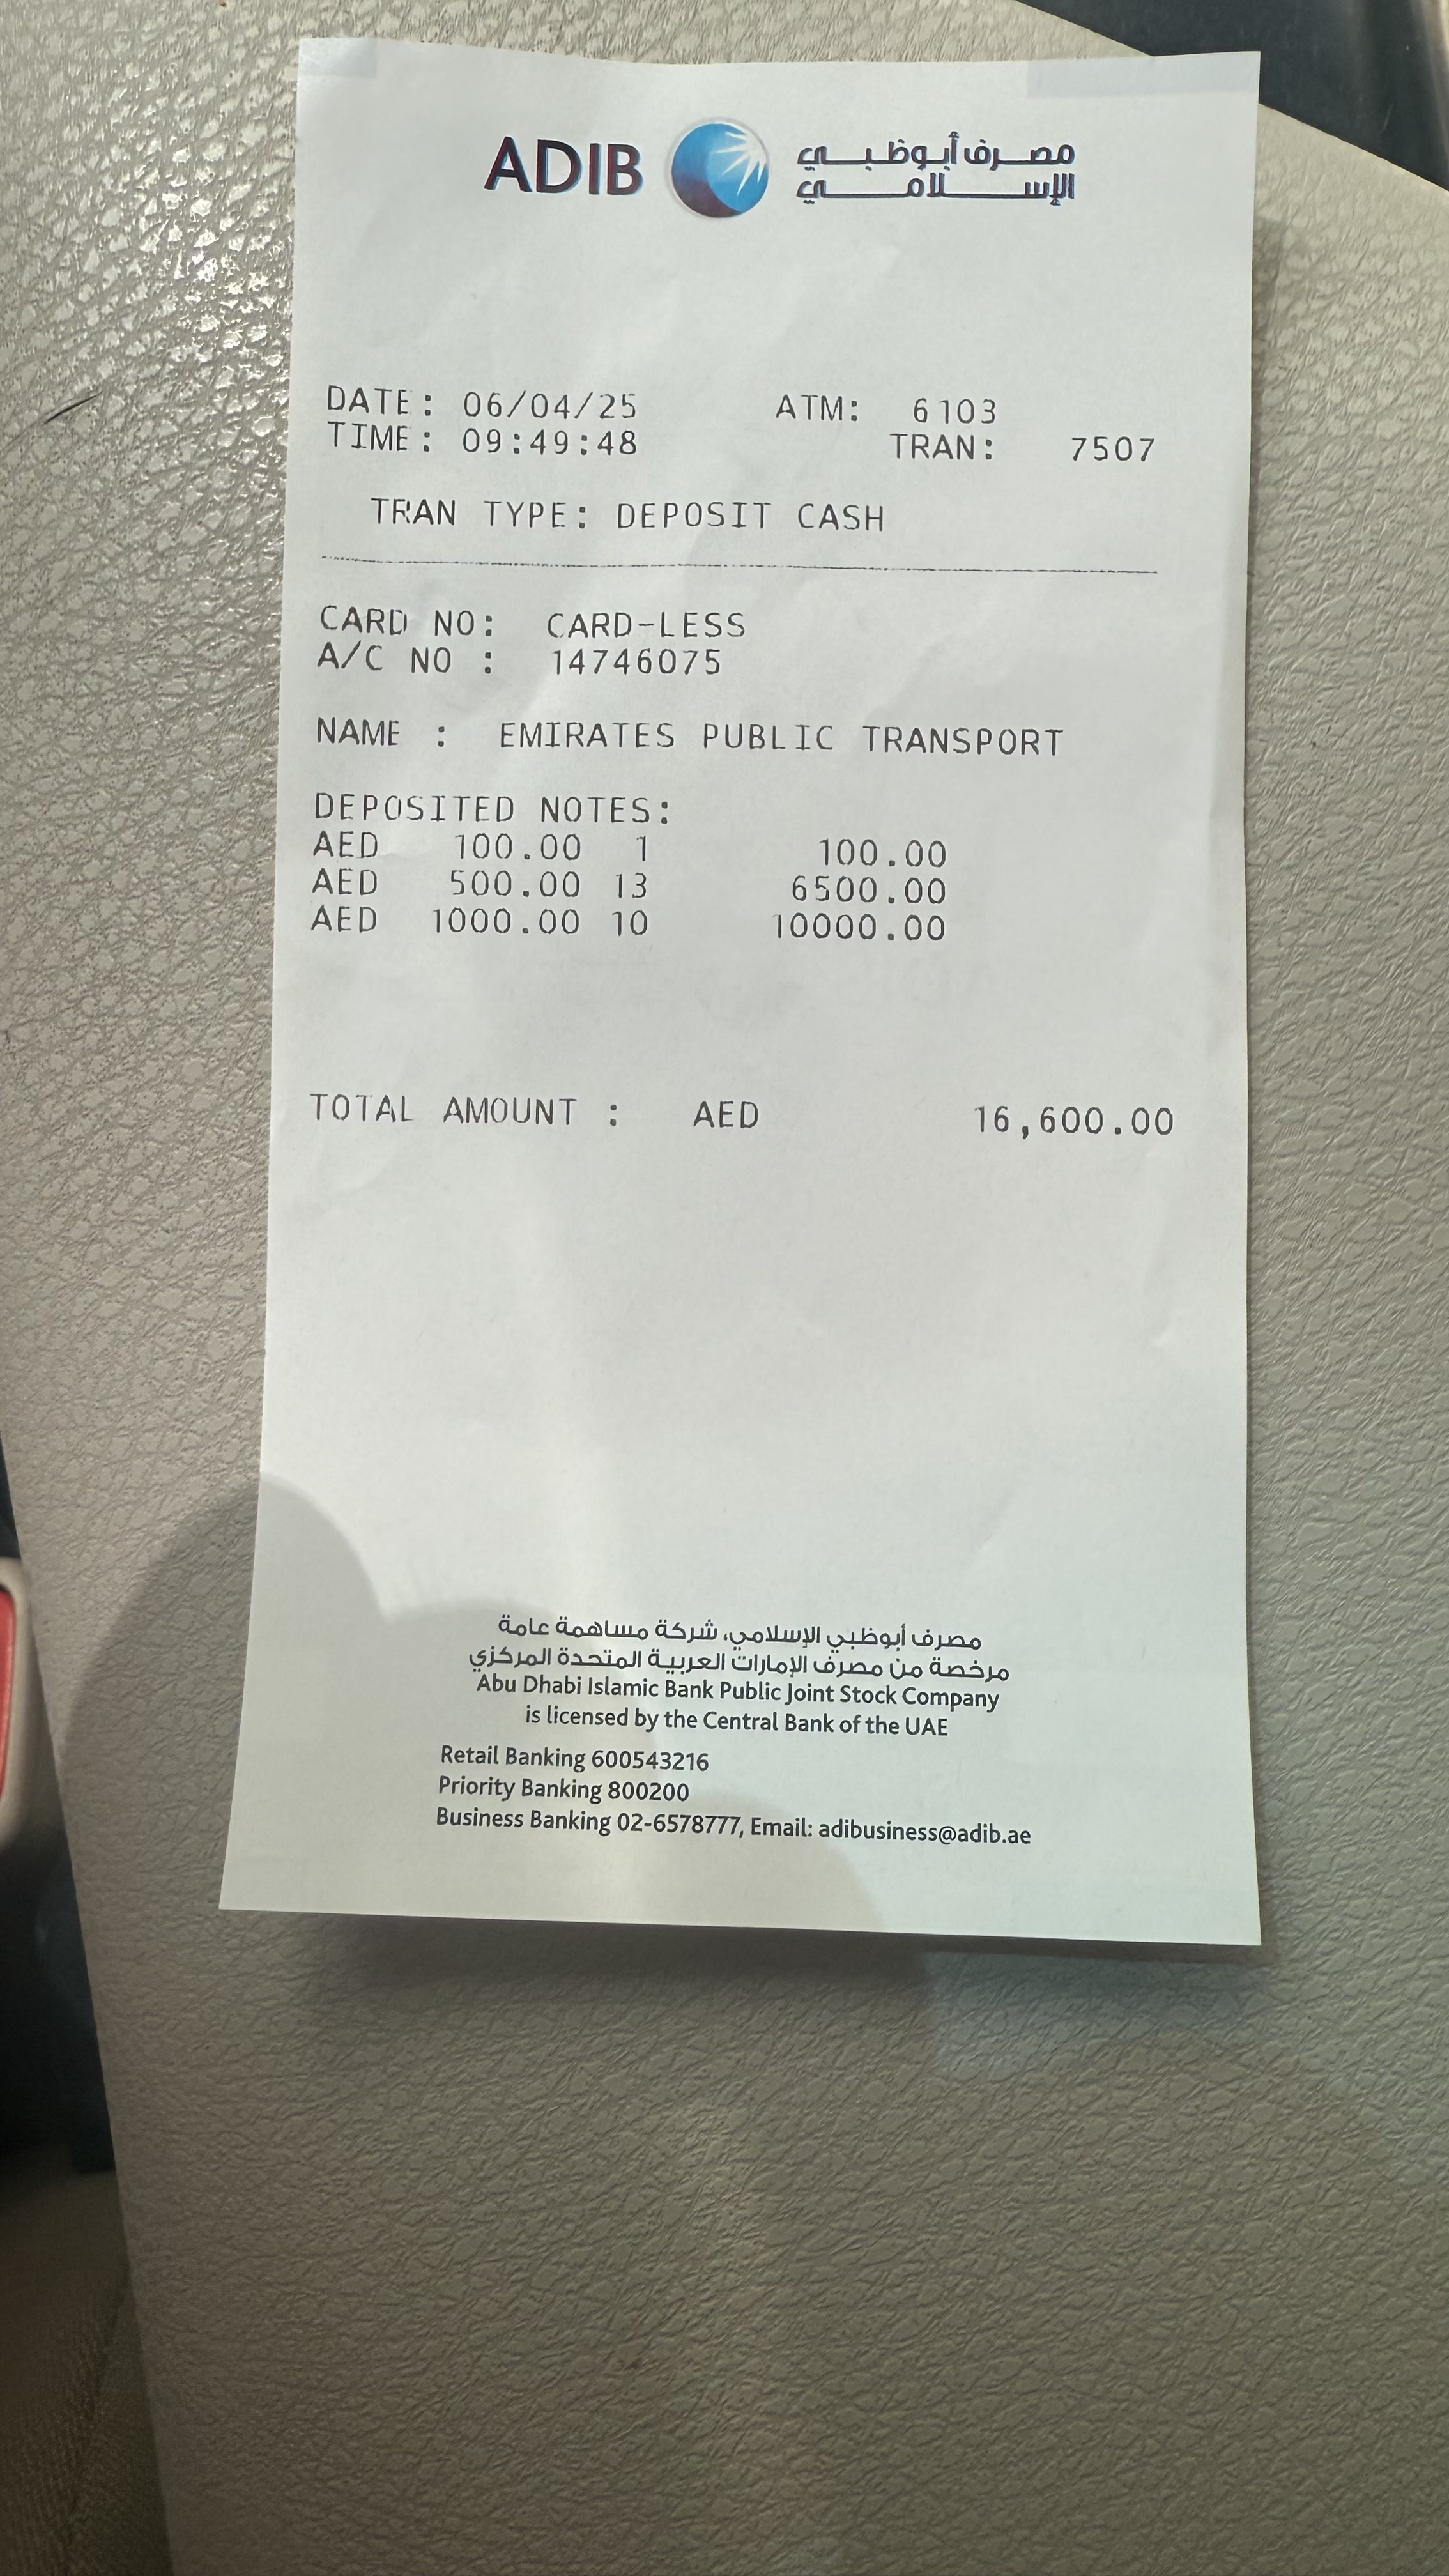 ADIB
مصرف أبوظبي
الإسلامي
DATE: 06/04/25 ATM: 6103
TIME: 09:49:48 TRAN: 7507
TRAN TYPE: DEPOSIT CASH
CARD NO: CARD-LESS
A/C NO : 14746075
NAME : EMIRATES PUBLIC TRANSPORT
DEPOSITED NOTES:
AED 100.00 1 100.00
AED 500.00 13 6500.00
AED 1000.00 10 10000.00
TOTAL AMOUNT : AED 16,600.00
مصرف أبوظبي الإسلامي، شركة مساهمة عامة
مرخصة من مصرف الإمارات العربية المتحدة المركزي
Abu Dhabi Islamic Bank Public Joint Stock Company
is licensed by the Central Bank of the UAE
Retail Banking 600543216
Priority Banking 800200
Business Banking 02-6578777, Email: adibusiness@adib.ae